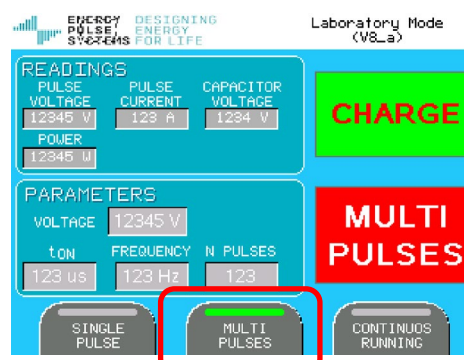 ENERGY DESIGNING
PULSE ENERGY
SYSTEMS FOR LIFE
Laboratory Mode
(V8_a)
READINGS
PULSE VOLTAGE
PULSE CURRENT
CAPACITOR VOLTAGE
12345 V
123 A
1234 V
POWER
12345 W
CHARGE
PARAMETERS
VOLTAGE 12345 V
tON
FREQUENCY
N PULSES
123 us
123 Hz
123
MULTI
PULSES
SINGLE
PULSE
MULTI
PULSES
CONTINUOS
RUNNING